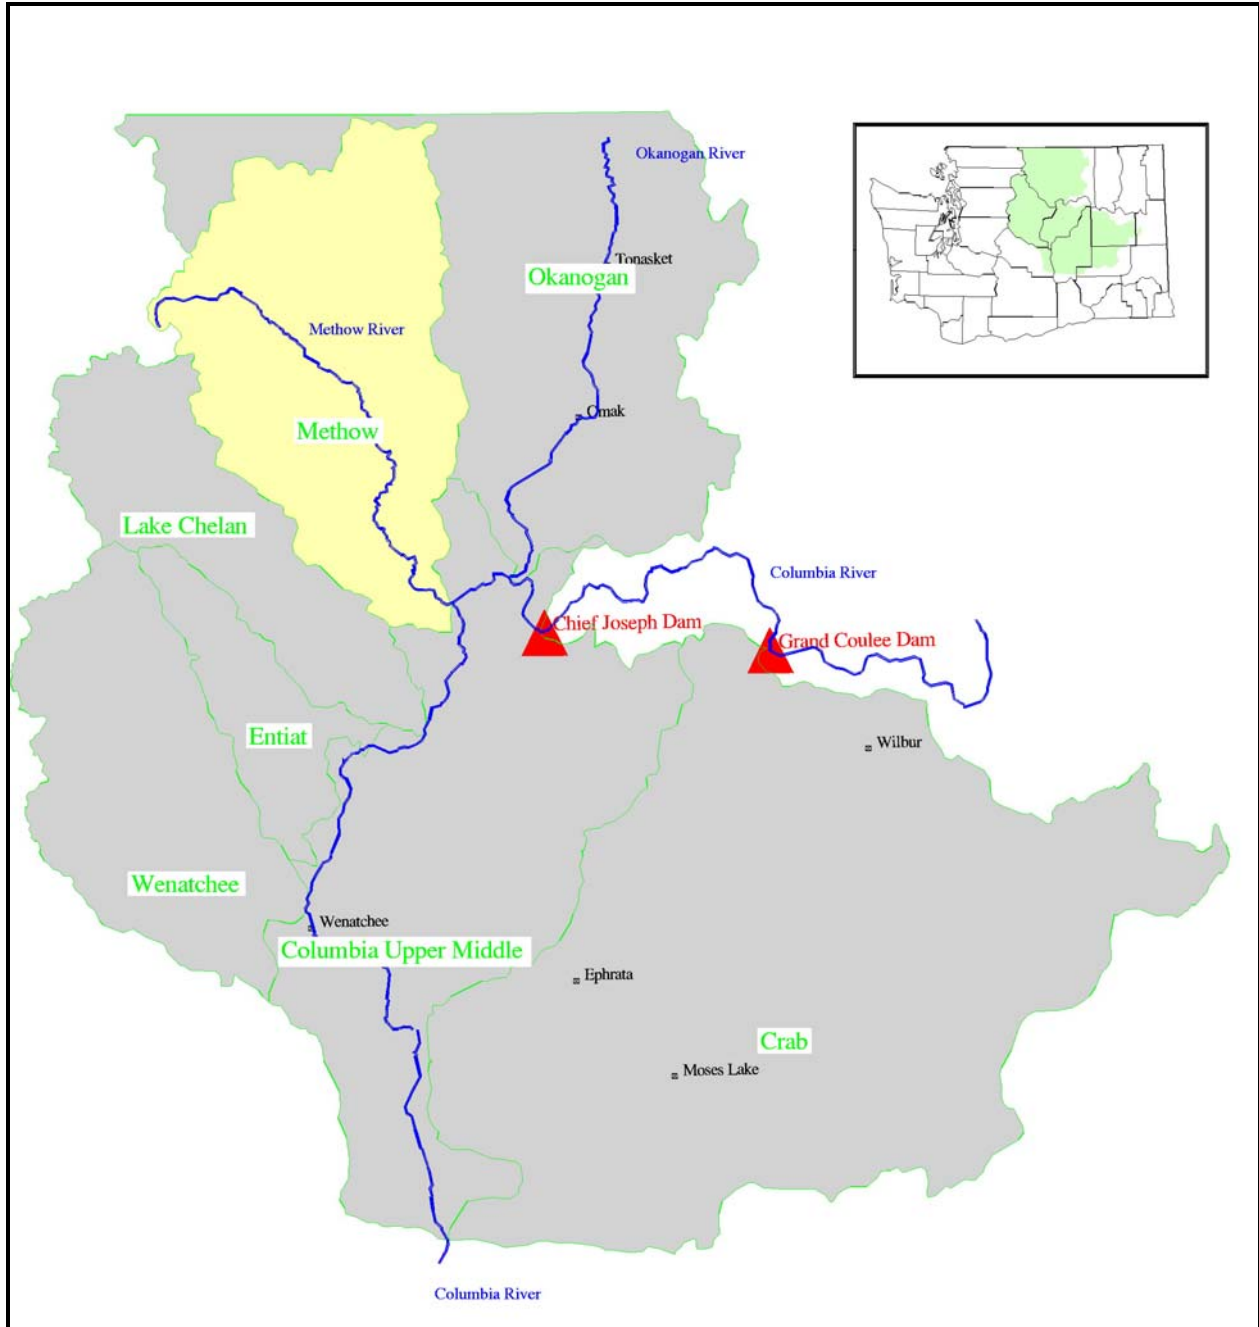 Okanogan River
Tonasket
Okanogan
Methow River
Omak
Methow
Lake Chelan
Columbia River
Chief Joseph Dam
Grand Coulee Dam
Entiat
Wilbur
Wenatchee
Wenatchee
Columbia Upper Middle
Ephrata
Crab
Moses Lake
Columbia River